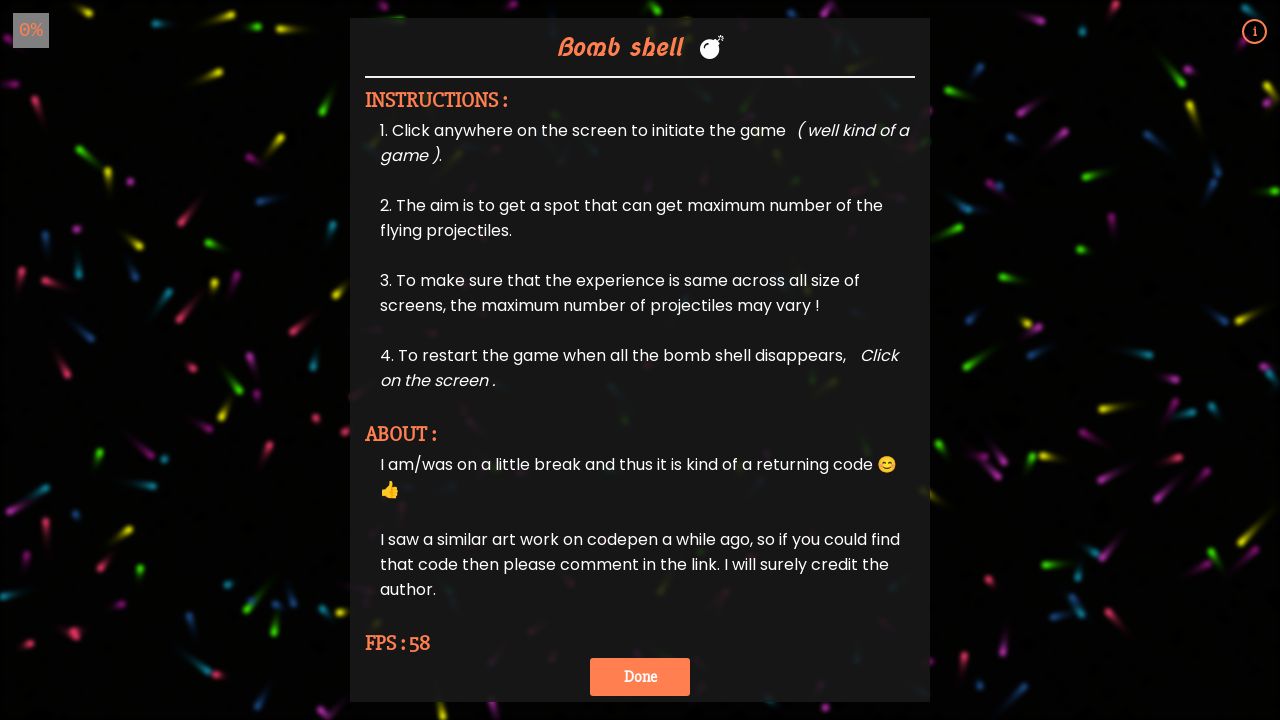 0%
i
Bomb shell 💣
INSTRUCTIONS :
1. Click anywhere on the screen to initiate the game ( well kind of a
game ).
2. The aim is to get a spot that can get maximum number of the
flying projectiles.
3. To make sure that the experience is same across all size of
screens, the maximum number of projectiles may vary !
4. To restart the game when all the bomb shell disappears, Click
on the screen .
ABOUT :
I am/was on a little break and thus it is kind of a returning code 😊
👍
I saw a similar art work on codepen a while ago, so if you could find
that code then please comment in the link. I will surely credit the
author.
FPS : 58
Done